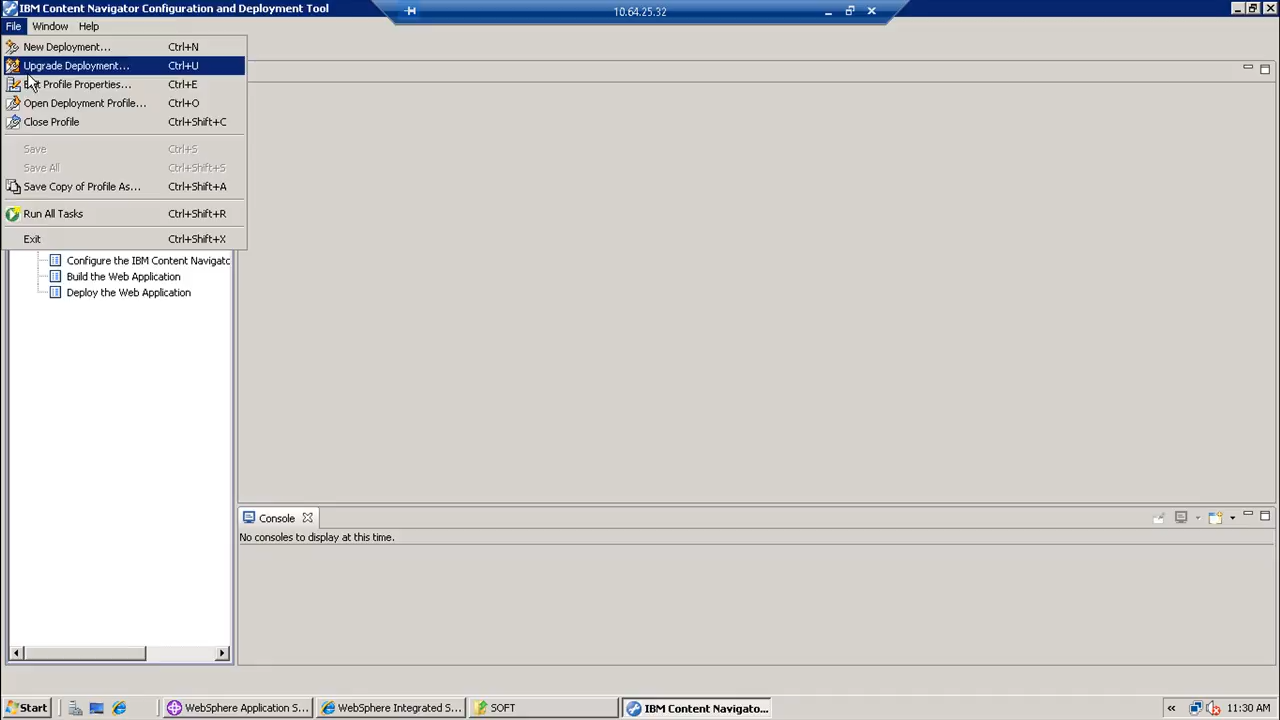 IBM Content Navigator Configuration and Deployment Tool
10.64.25.32
File Window Help
New Deployment... Ctrl+N
Upgrade Deployment... Ctrl+U
Profile Properties... Ctrl+E
Open Deployment Profile... Ctrl+O
Close Profile Ctrl+Shift+C
Save Ctrl+S
Save All Ctrl+Shift+S
Save Copy of Profile As... Ctrl+Shift+A
Run All Tasks Ctrl+Shift+R
Exit Ctrl+Shift+X
Configure the IBM Content Navigato
Build the Web Application
Deploy the Web Application
Console
No consoles to display at this time.
Start
WebSphere Application S...
WebSphere Integrated S...
SOFT
IBM Content Navigato...
«
11:30 AM